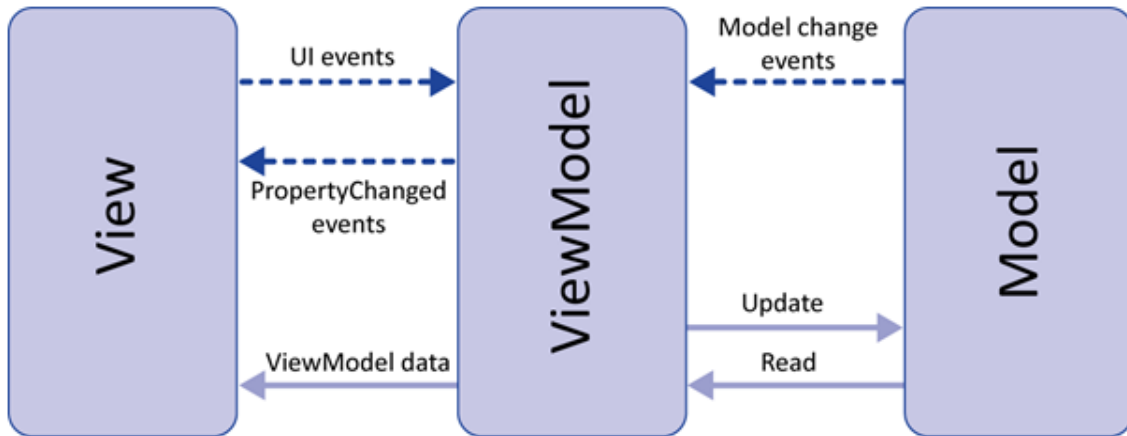 View
UI events
PropertyChanged
events
ViewModel data
ViewModel
Model change
events
Update
Read
Model